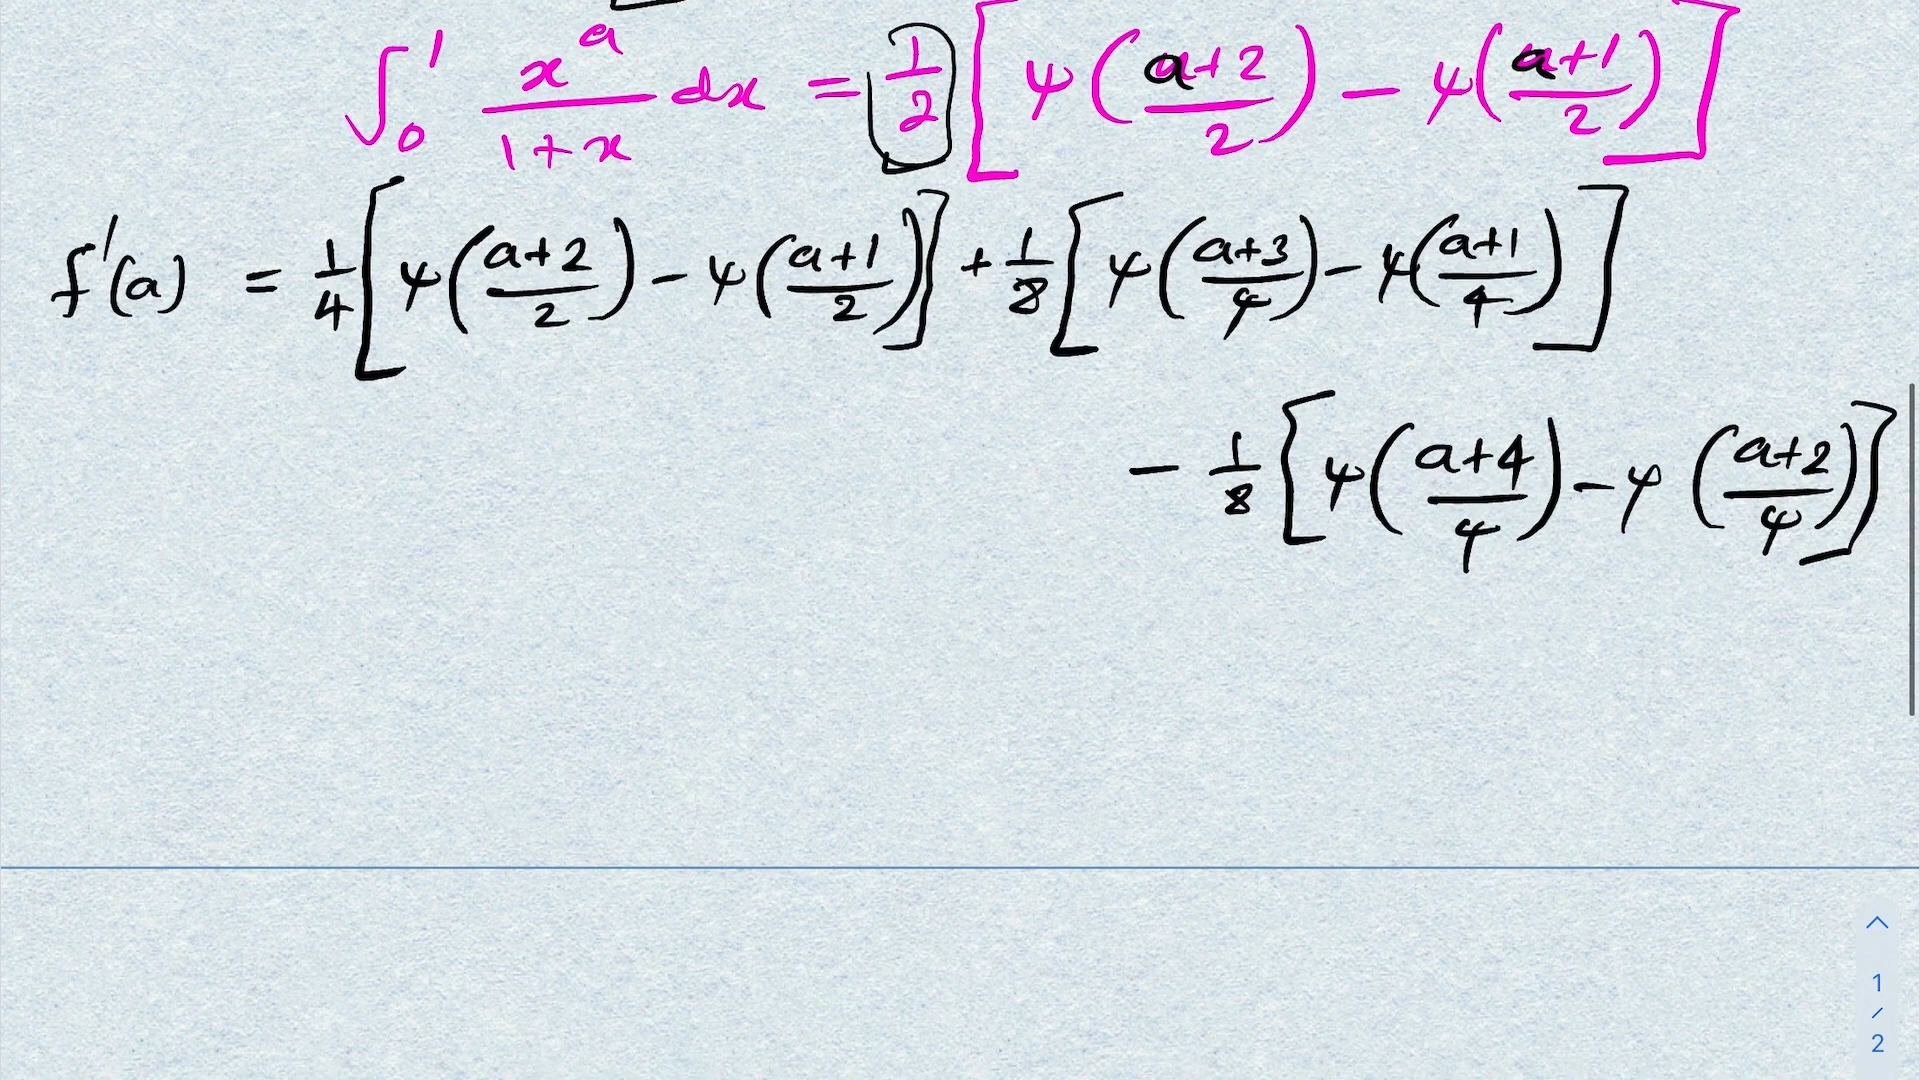 ∫₀¹ x^a/(1+x) dx = 1/2 [ψ((a+2)/2) − ψ((a+1)/2)]
f'(a) = 1/4 [ψ((a+2)/2) − ψ((a+1)/2)] + 1/8 [ψ((a+3)/4) − ψ((a+1)/4)]
− 1/8 [ψ((a+4)/4) − ψ((a+2)/4)]
1
/
2